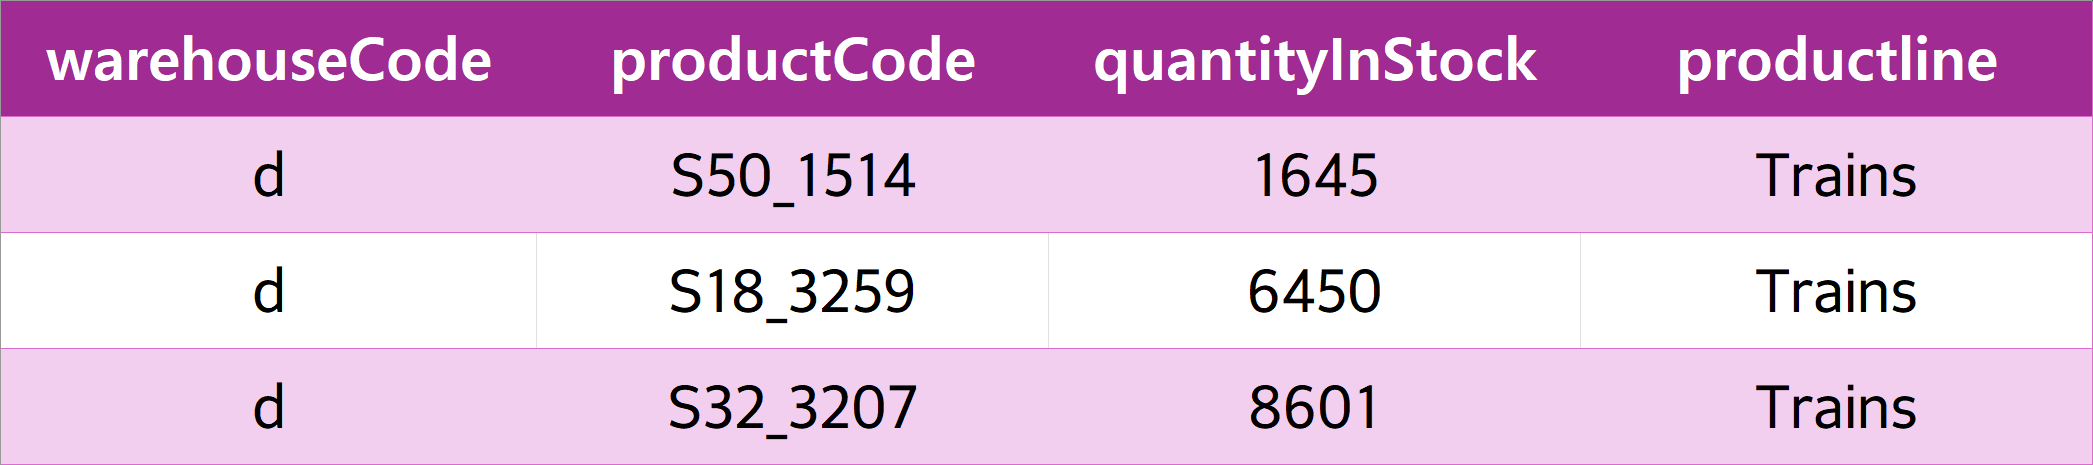 warehouseCode productCode quantityInStock productline
d S50_1514 1645 Trains
d S18_3259 6450 Trains
d S32_3207 8601 Trains